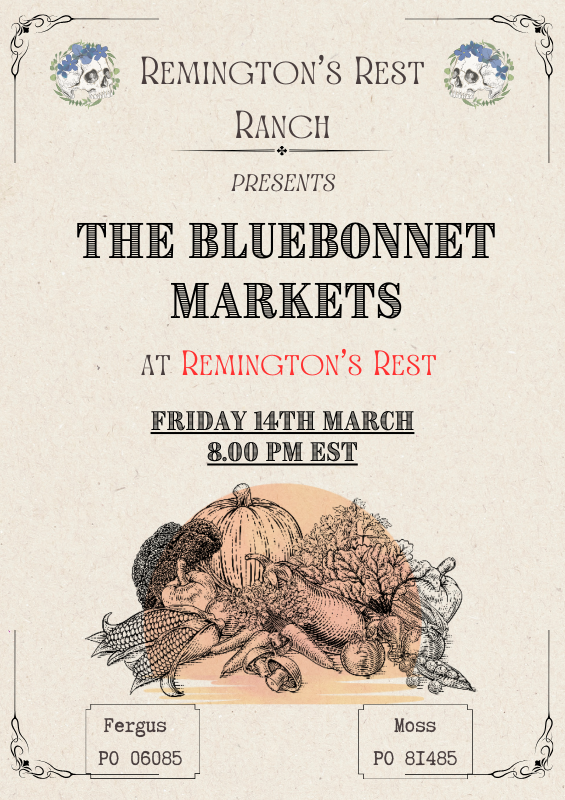 Remington's Rest
Ranch
PRESENTS
THE BLUEBONNET
MARKETS
AT Remington's Rest
FRIDAY 14TH MARCH
8.00 PM EST
Fergus
PO 06085
Moss
PO 81485